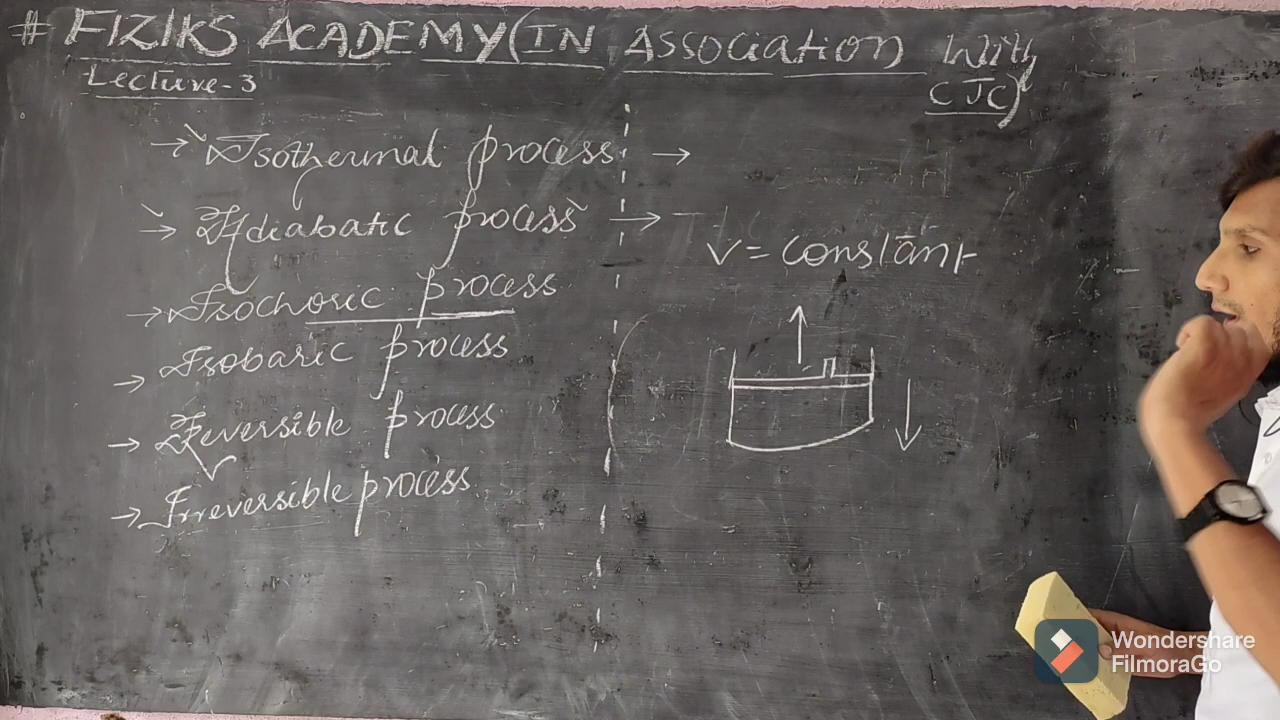 # FIZIKS ACADEMY (IN ASSOCIATION WITH CJC)
Lecture-3
→ Isothermal process →
→ Adiabatic process →
→ Isochoric process
→ Isobaric process
→ Reversible process
→ Irreversible process
V = constant
Wondershare
FilmoraGo